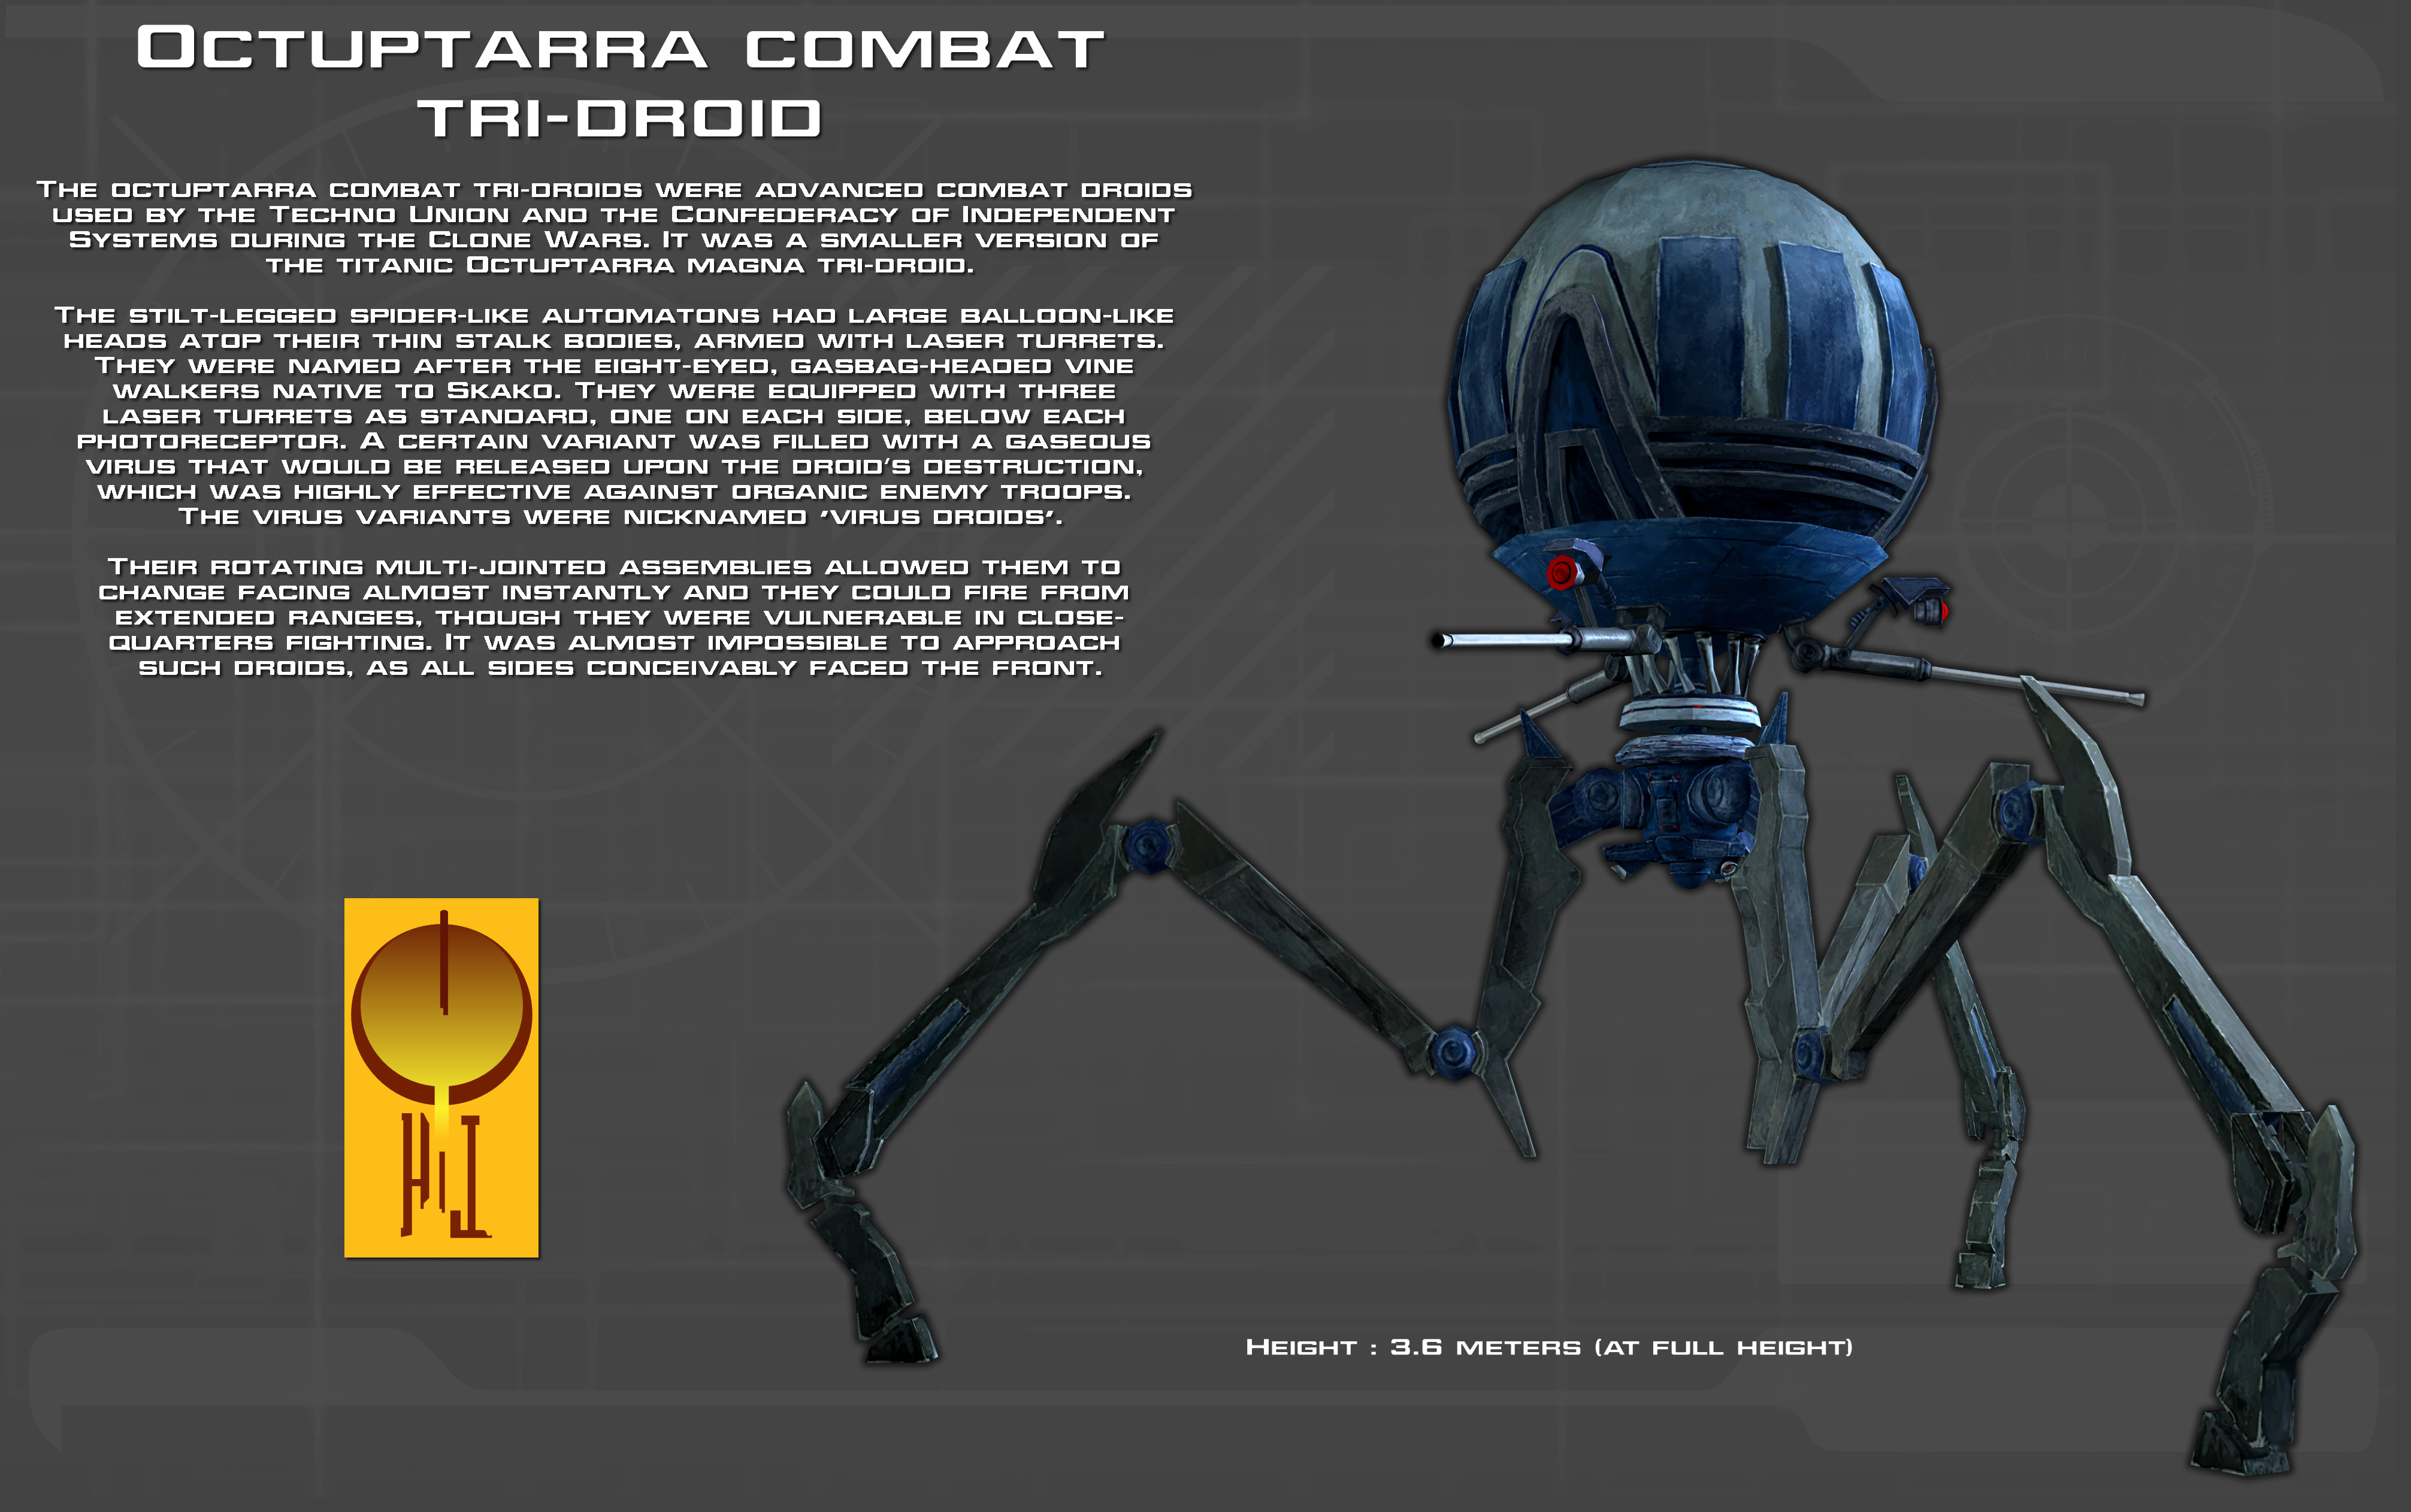 Octuptarra combat
tri-droid
The octuptarra combat tri-droids were advanced combat droids
used by the Techno Union and the Confederacy of Independent
Systems during the Clone Wars. It was a smaller version of
the titanic Octuptarra magna tri-droid.
The stilt-legged spider-like automatons had large balloon-like
heads atop their thin stalk bodies, armed with laser turrets.
They were named after the eight-eyed, gasbag-headed vine
walkers native to Skako. They were equipped with three
laser turrets as standard, one on each side, below each
photoreceptor. A certain variant was filled with a gaseous
virus that would be released upon the droid's destruction,
which was highly effective against organic enemy troops.
The virus variants were nicknamed 'virus droids'.
Their rotating multi-jointed assemblies allowed them to
change facing almost instantly and they could fire from
extended ranges, though they were vulnerable in close-
quarters fighting. It was almost impossible to approach
such droids, as all sides conceivably faced the front.
Height : 3.6 meters (at full height)